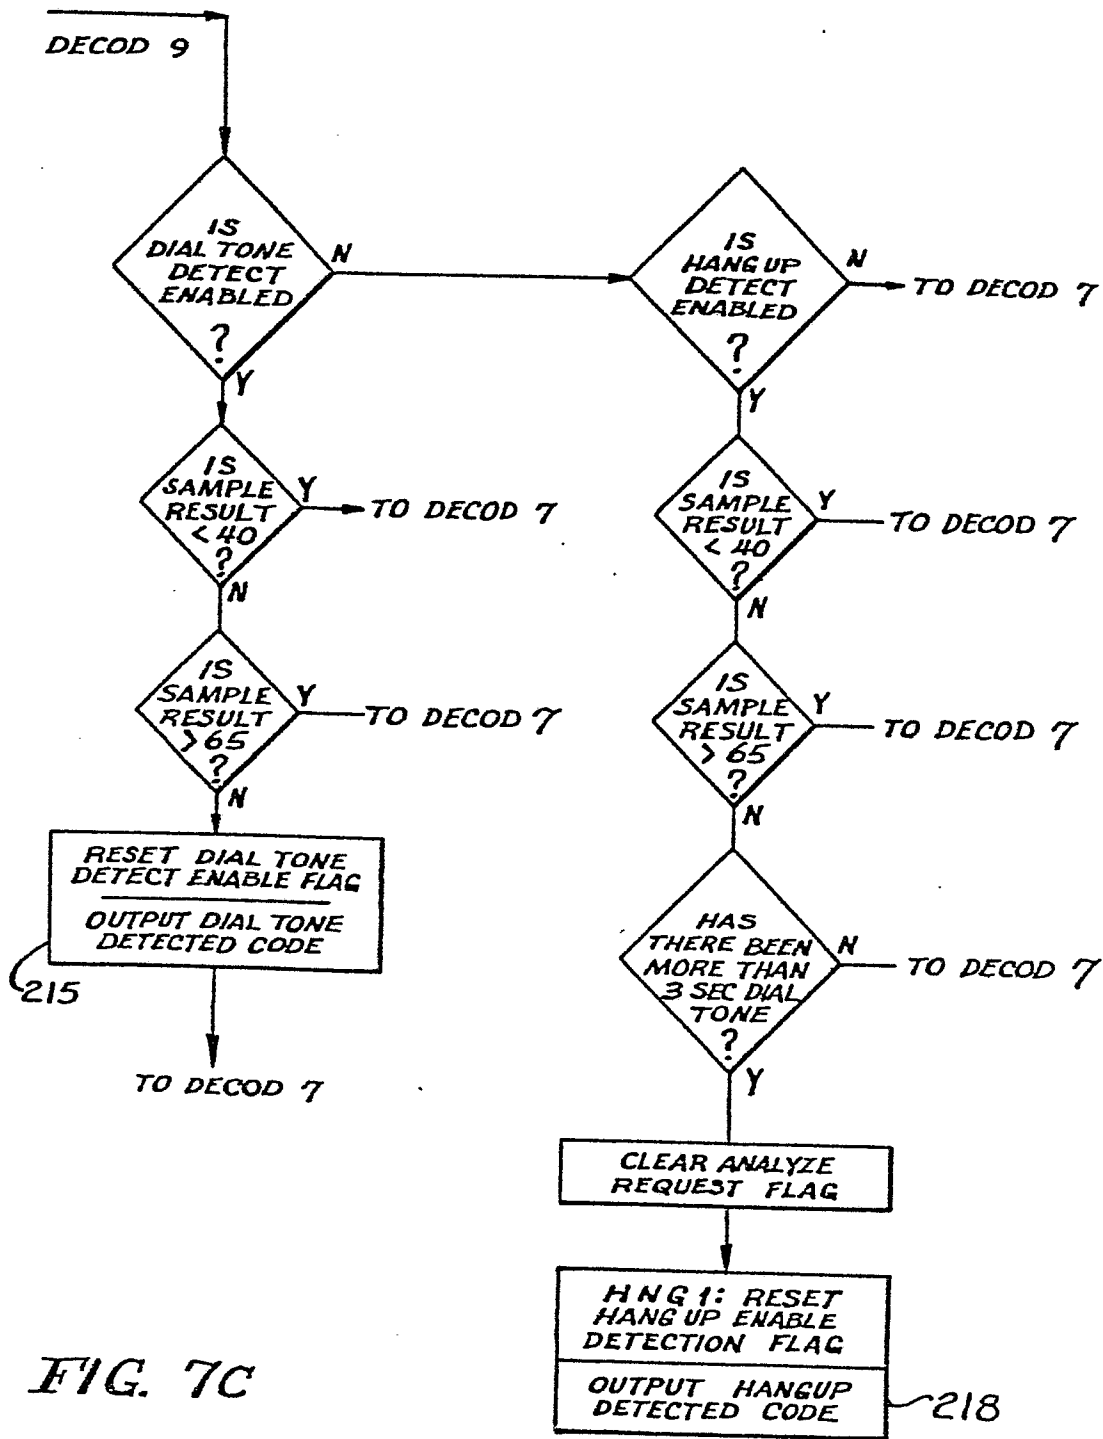 DECOD 9
IS
DIAL TONE
DETECT
ENABLED
?
N
Y
IS
HANG UP
DETECT
ENABLED
?
N
TO DECOD 7
Y
IS
SAMPLE
RESULT
< 40
?
Y
TO DECOD 7
N
IS
SAMPLE
RESULT
< 40
?
Y
TO DECOD 7
N
IS
SAMPLE
RESULT
> 65
?
Y
TO DECOD 7
N
IS
SAMPLE
RESULT
> 65
?
Y
TO DECOD 7
N
RESET DIAL TONE
DETECT ENABLE FLAG
OUTPUT DIAL TONE
DETECTED CODE
215
TO DECOD 7
HAS
THERE BEEN
MORE THAN
3 SEC DIAL
TONE
?
N
TO DECOD 7
Y
CLEAR ANALYZE
REQUEST FLAG
HNG1: RESET
HANG UP ENABLE
DETECTION FLAG
OUTPUT HANGUP
DETECTED CODE
218
FIG. 7C